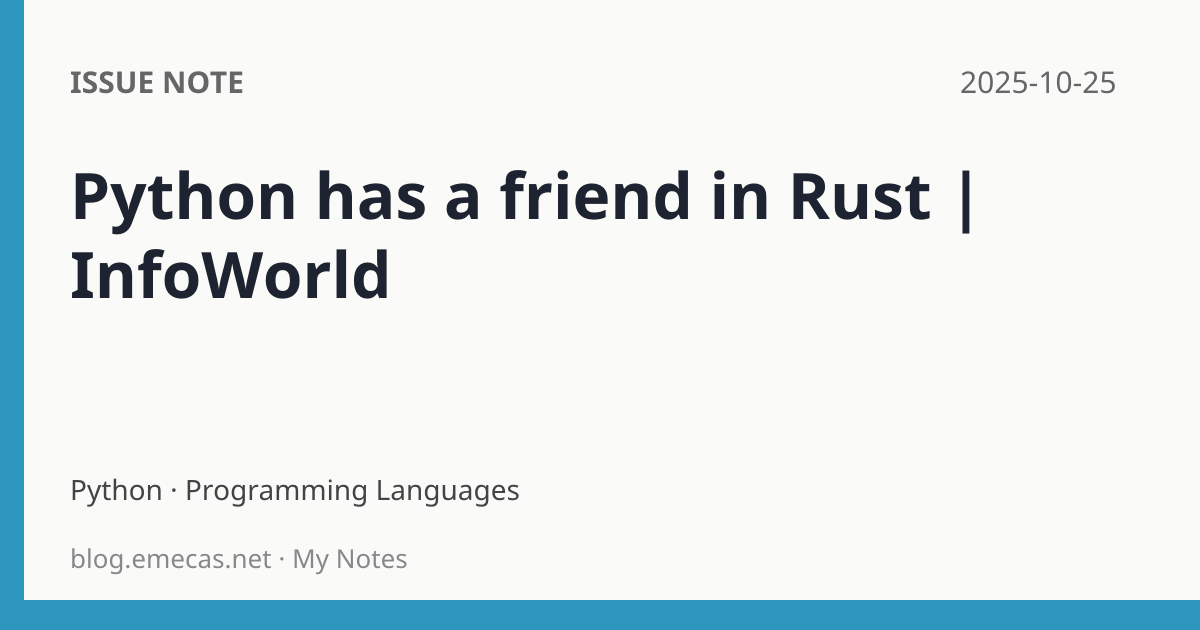 ISSUE NOTE
2025-10-25
Python has a friend in Rust |
InfoWorld
Python · Programming Languages
blog.emecas.net · My Notes